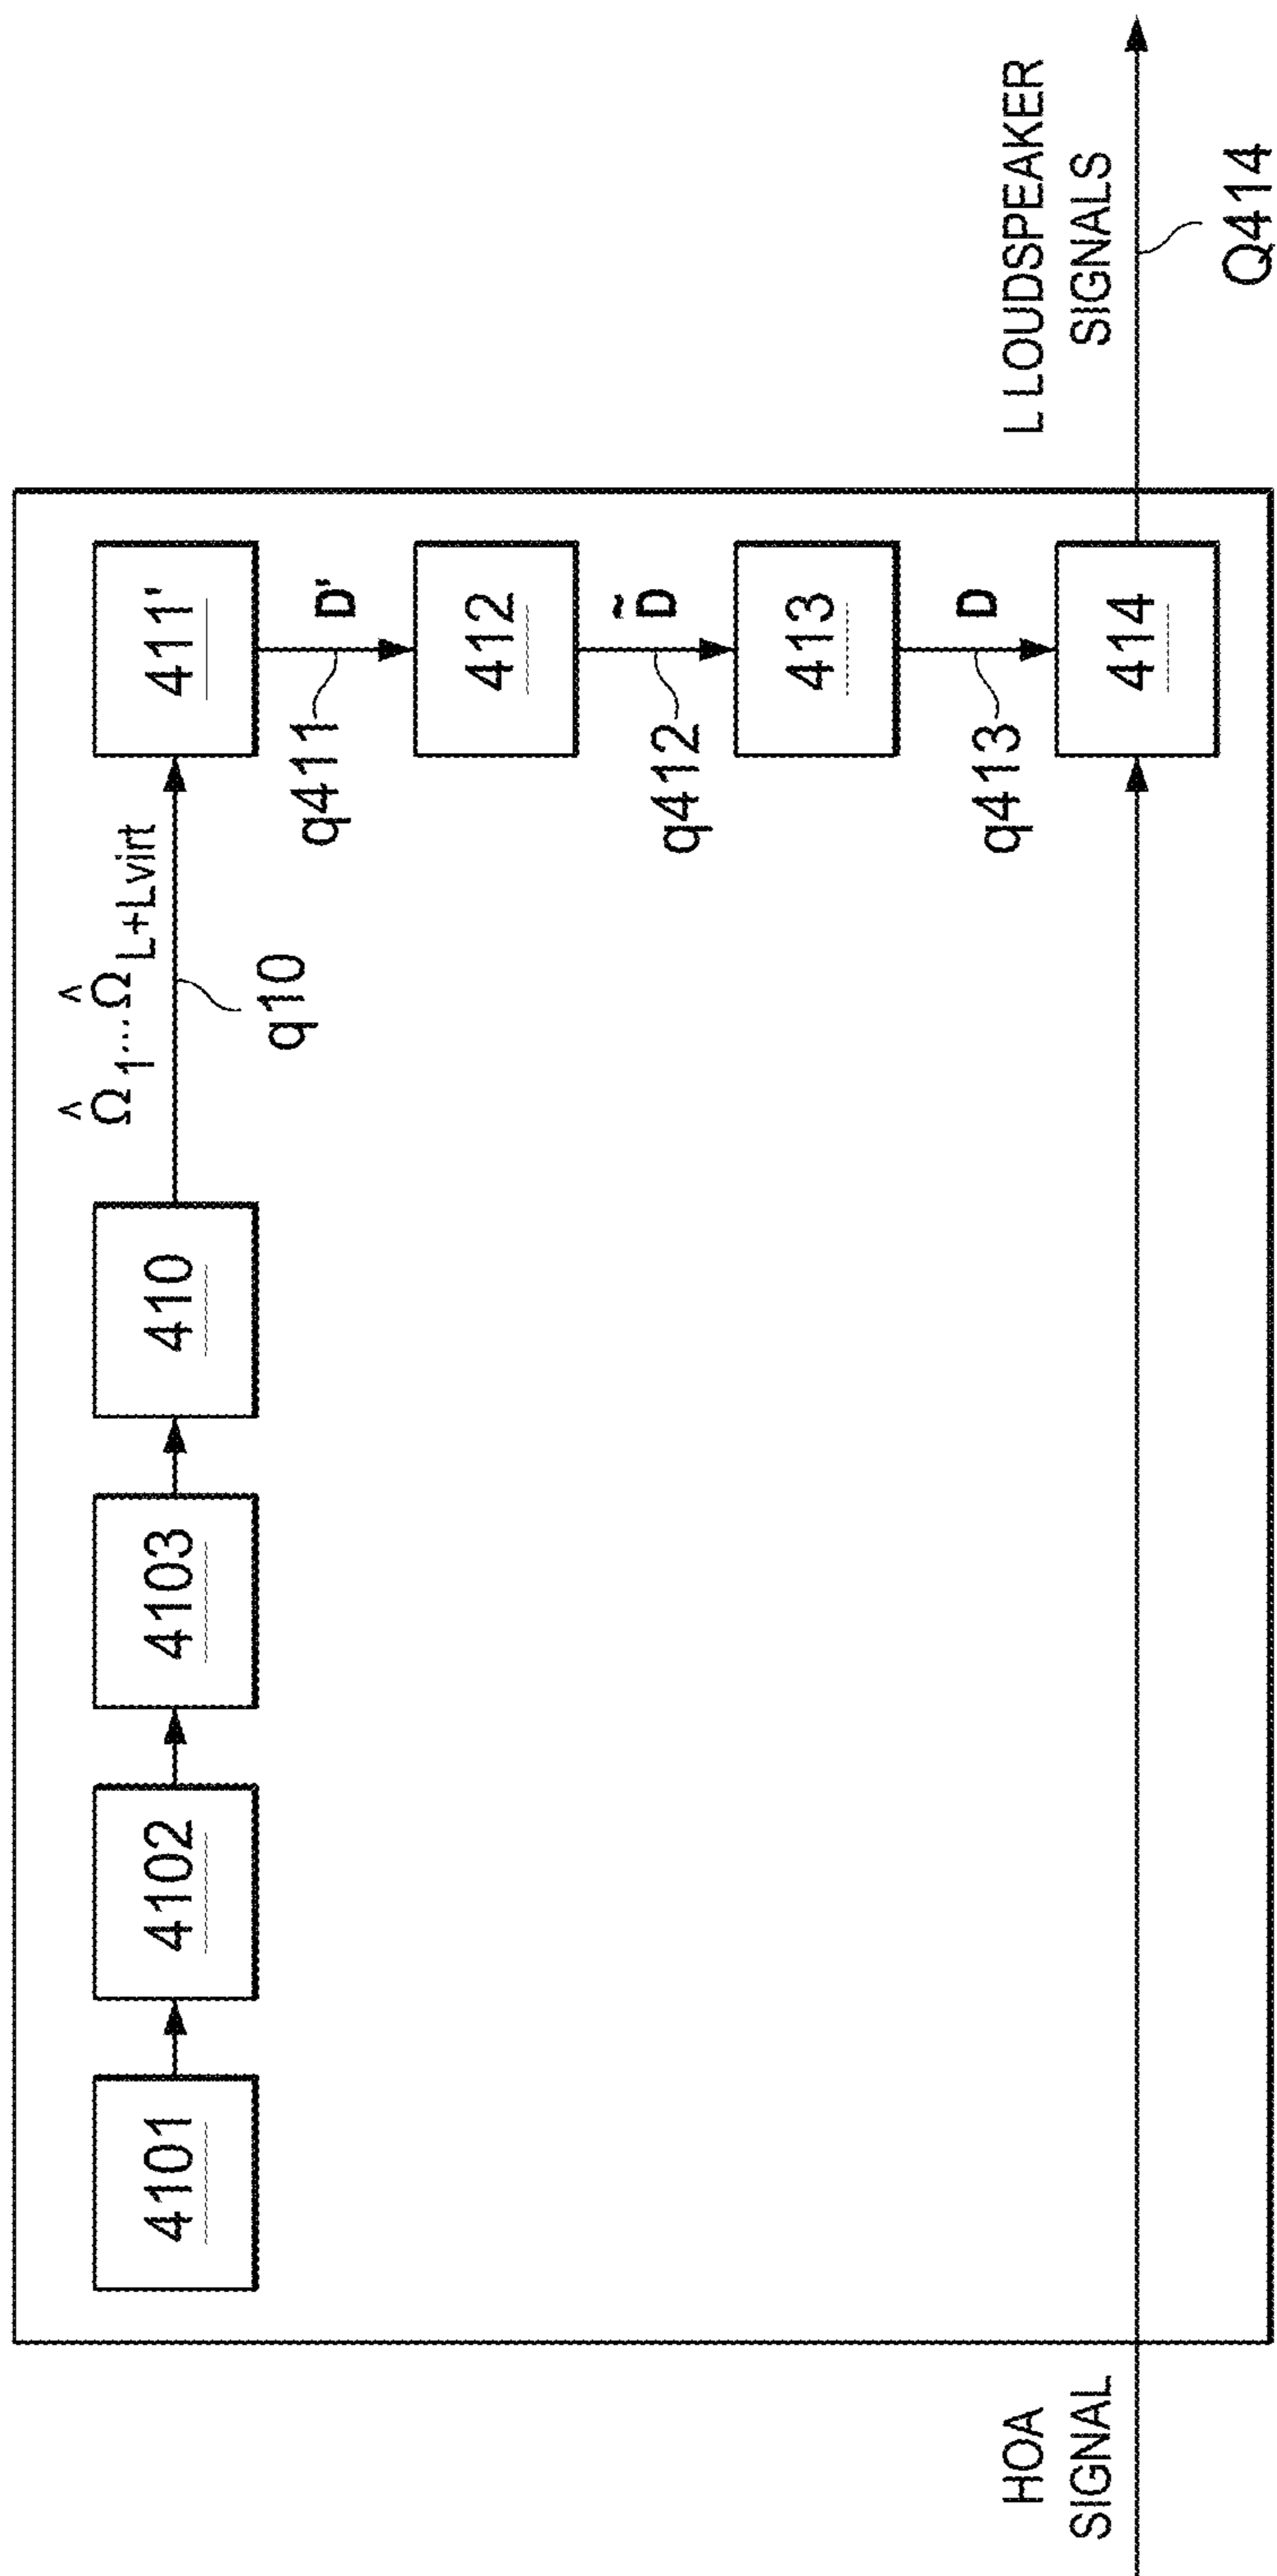 4101
4102
4103
410
Ω̂1...Ω̂L+Lvirt
q10
411'
q411
D'
412
q412
D̃
413
q413
D
414
HOA
SIGNAL
L LOUDSPEAKER
SIGNALS
Q414